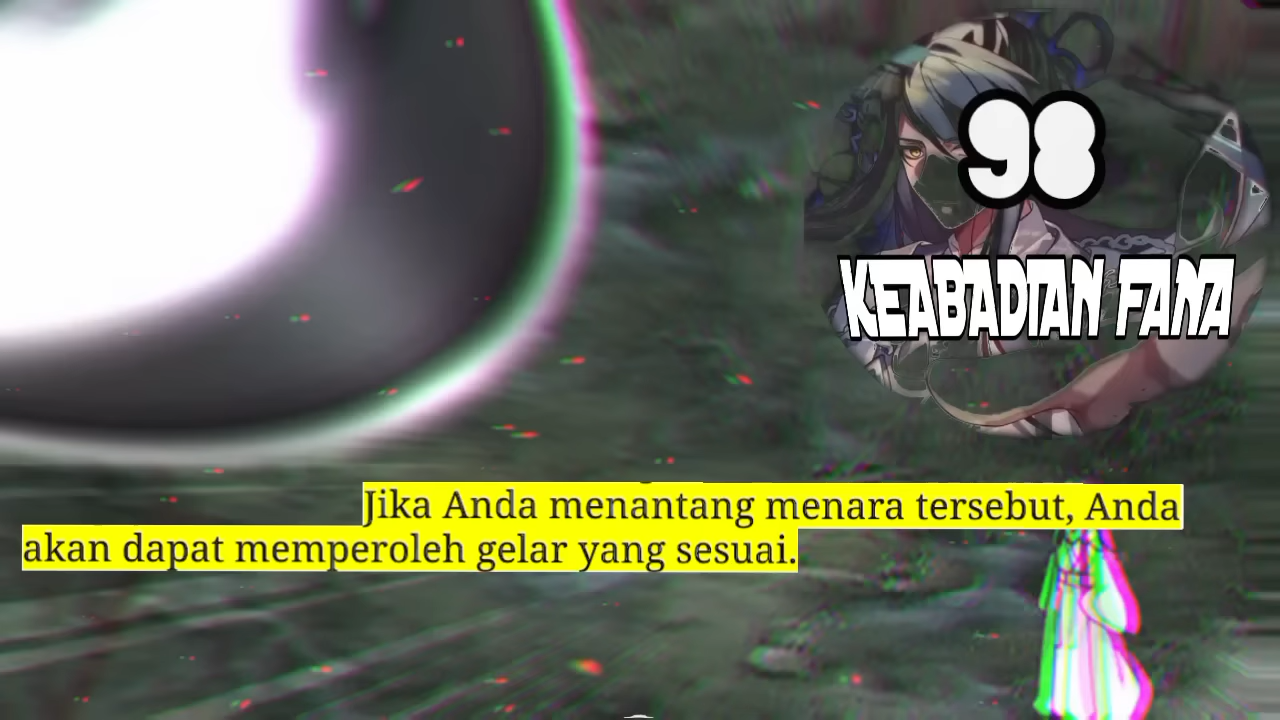 98
KEABADIAN FANA
Jika Anda menantang menara tersebut, Anda
akan dapat memperoleh gelar yang sesuai.